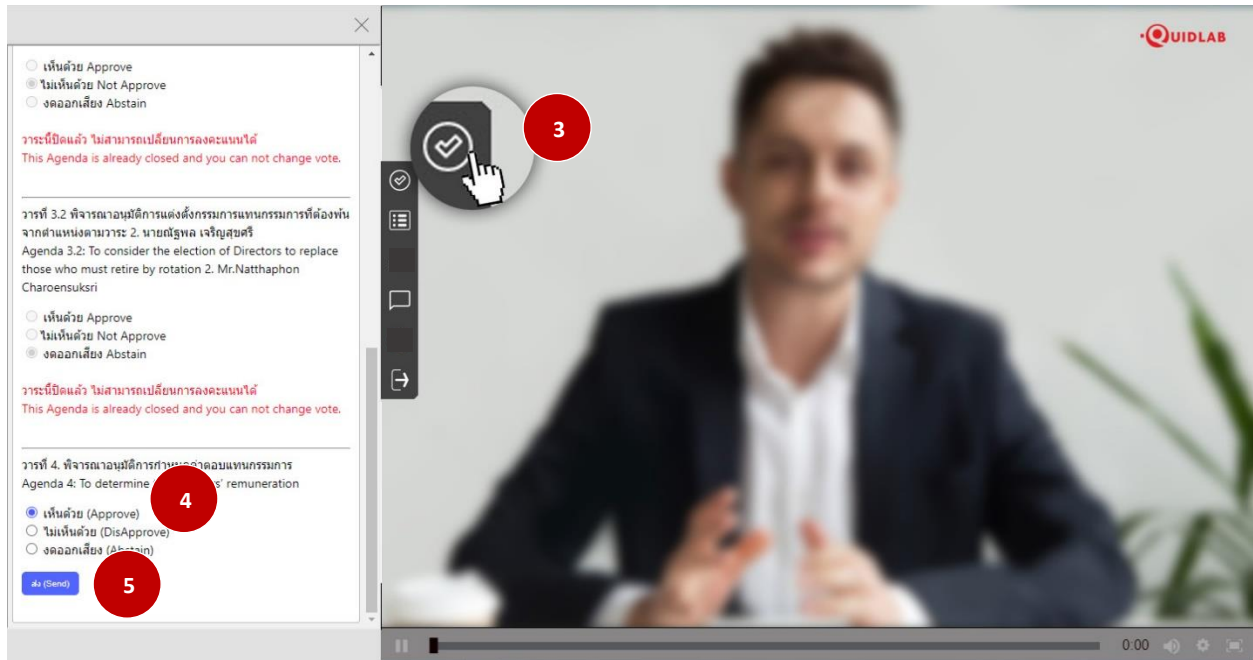 เห็นด้วย Approve
ไม่เห็นด้วย Not Approve
งดออกเสียง Abstain
วาระนี้ปิดแล้ว ไม่สามารถเปลี่ยนการลงคะแนนได้
This Agenda is already closed and you can not change vote.
วารที่ 3.2 พิจารณาอนุมัติการแต่งตั้งกรรมการแทนกรรมการที่ต้องพ้น
จากตำแหน่งตามวาระ 2. นายณัฐพล เจริญสุขศรี
Agenda 3.2: To consider the election of Directors to replace
those who must retire by rotation 2. Mr.Natthaphon
Charoensuksri
เห็นด้วย Approve
ไม่เห็นด้วย Not Approve
งดออกเสียง Abstain
วาระนี้ปิดแล้ว ไม่สามารถเปลี่ยนการลงคะแนนได้
This Agenda is already closed and you can not change vote.
วารที่ 4. พิจารณาอนุมัติการกำหนดค่าตอบแทนกรรมการ
Agenda 4: To determine remuneration
4
เห็นด้วย (Approve)
ไม่เห็นด้วย (DisApprove)
งดออกเสียง (Abstain)
ส่ง (Send)
5
3
QUIDLAB
0:00